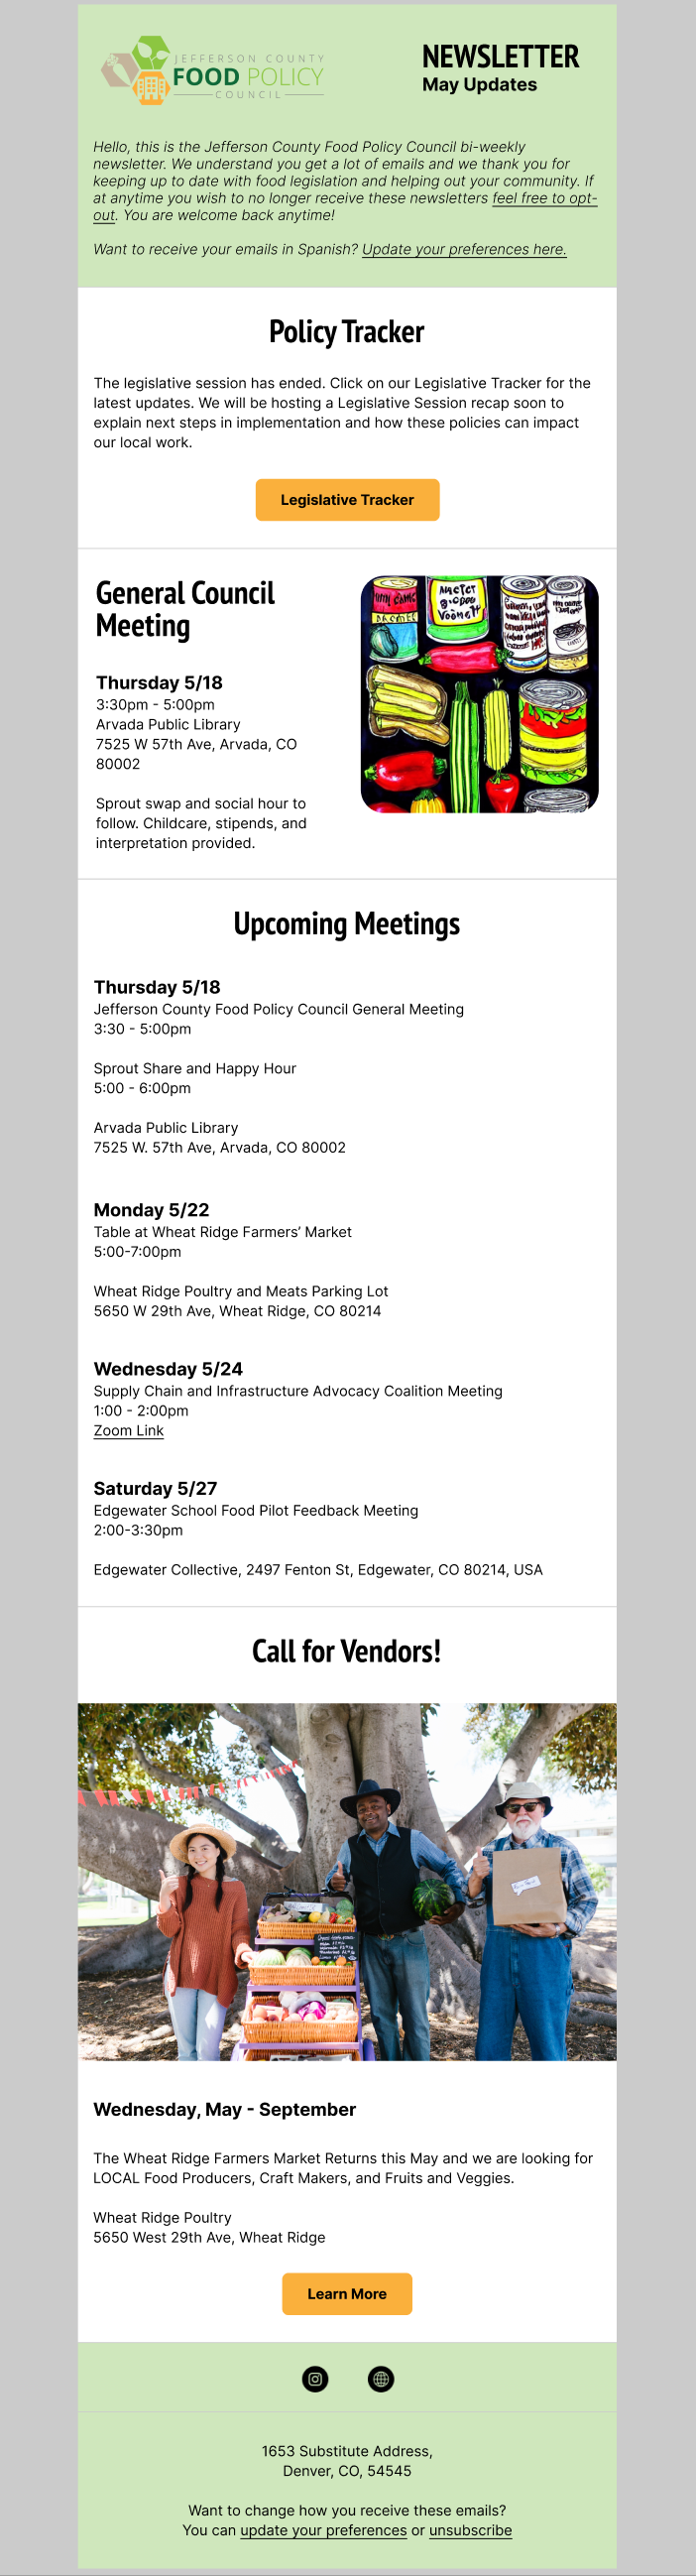 JEFFERSON COUNTY
FOOD POLICY
COUNCIL
NEWSLETTER
May Updates
Hello, this is the Jefferson County Food Policy Council bi-weekly
newsletter. We understand you get a lot of emails and we thank you for
keeping up to date with food legislation and helping out your community. If
at anytime you wish to no longer receive these newsletters feel free to opt-
out. You are welcome back anytime!
Want to receive your emails in Spanish? Update your preferences here.
Policy Tracker
The legislative session has ended. Click on our Legislative Tracker for the
latest updates. We will be hosting a Legislative Session recap soon to
explain next steps in implementation and how these policies can impact
our local work.
Legislative Tracker
General Council
Meeting
Thursday 5/18
3:30pm - 5:00pm
Arvada Public Library
7525 W 57th Ave, Arvada, CO
80002
Sprout swap and social hour to
follow. Childcare, stipends, and
interpretation provided.
Upcoming Meetings
Thursday 5/18
Jefferson County Food Policy Council General Meeting
3:30 - 5:00pm
Sprout Share and Happy Hour
5:00 - 6:00pm
Arvada Public Library
7525 W. 57th Ave, Arvada, CO 80002
Monday 5/22
Table at Wheat Ridge Farmers’ Market
5:00-7:00pm
Wheat Ridge Poultry and Meats Parking Lot
5650 W 29th Ave, Wheat Ridge, CO 80214
Wednesday 5/24
Supply Chain and Infrastructure Advocacy Coalition Meeting
1:00 - 2:00pm
Zoom Link
Saturday 5/27
Edgewater School Food Pilot Feedback Meeting
2:00-3:30pm
Edgewater Collective, 2497 Fenton St, Edgewater, CO 80214, USA
Call for Vendors!
Wednesday, May - September
The Wheat Ridge Farmers Market Returns this May and we are looking for
LOCAL Food Producers, Craft Makers, and Fruits and Veggies.
Wheat Ridge Poultry
5650 West 29th Ave, Wheat Ridge
Learn More
1653 Substitute Address,
Denver, CO, 54545
Want to change how you receive these emails?
You can update your preferences or unsubscribe